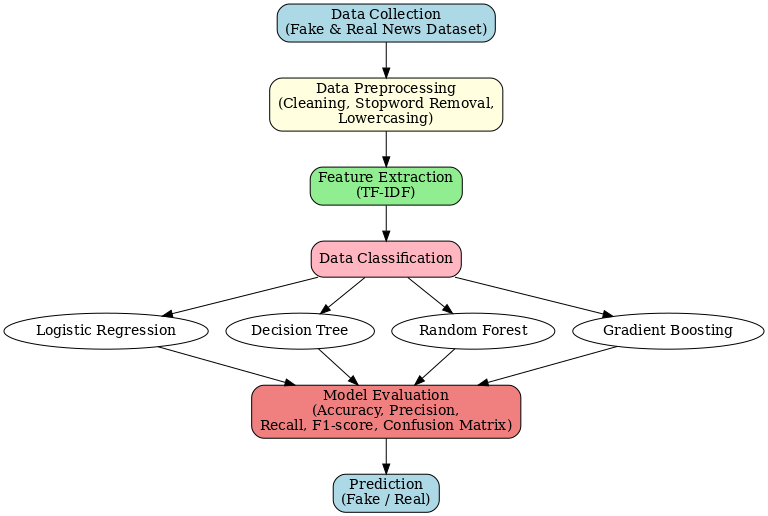 Data Collection
(Fake & Real News Dataset)
Data Preprocessing
(Cleaning, Stopword Removal,
Lowercasing)
Feature Extraction
(TF-IDF)
Data Classification
Logistic Regression
Decision Tree
Random Forest
Gradient Boosting
Model Evaluation
(Accuracy, Precision,
Recall, F1-score, Confusion Matrix)
Prediction
(Fake / Real)